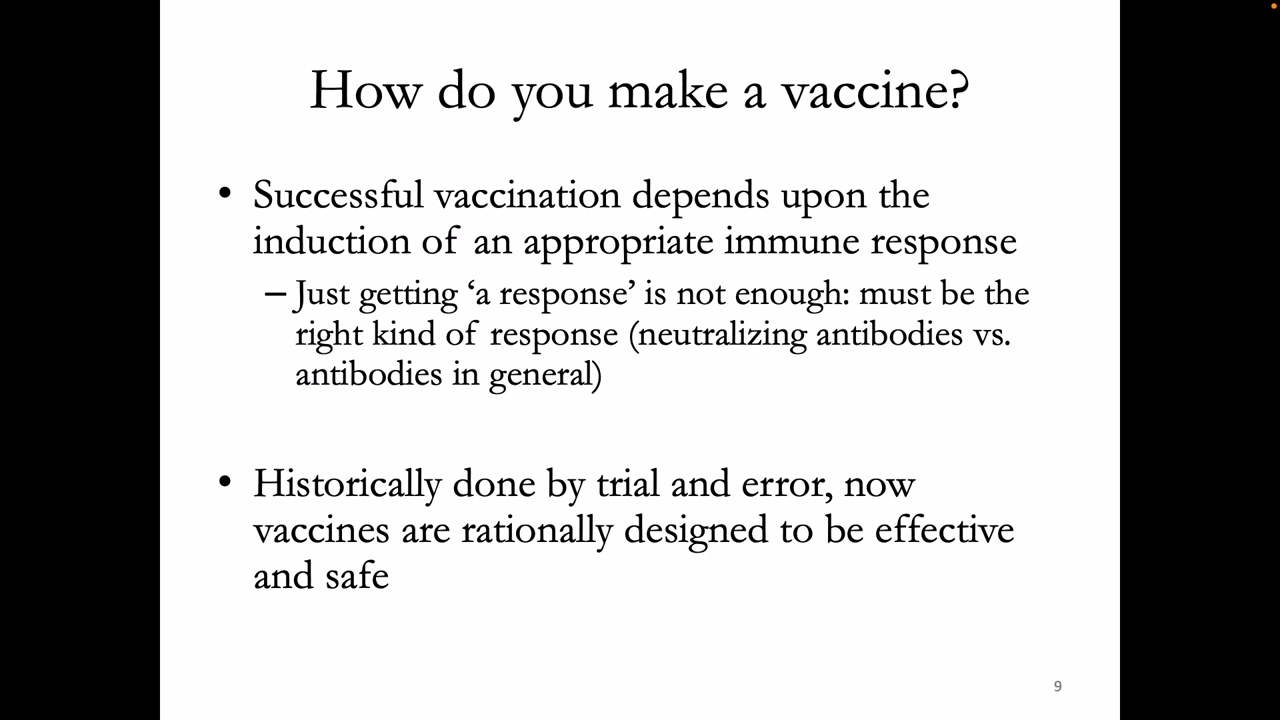 How do you make a vaccine?
• Successful vaccination depends upon the
induction of an appropriate immune response
– Just getting ‘a response’ is not enough: must be the
right kind of response (neutralizing antibodies vs.
antibodies in general)
• Historically done by trial and error, now
vaccines are rationally designed to be effective
and safe
9